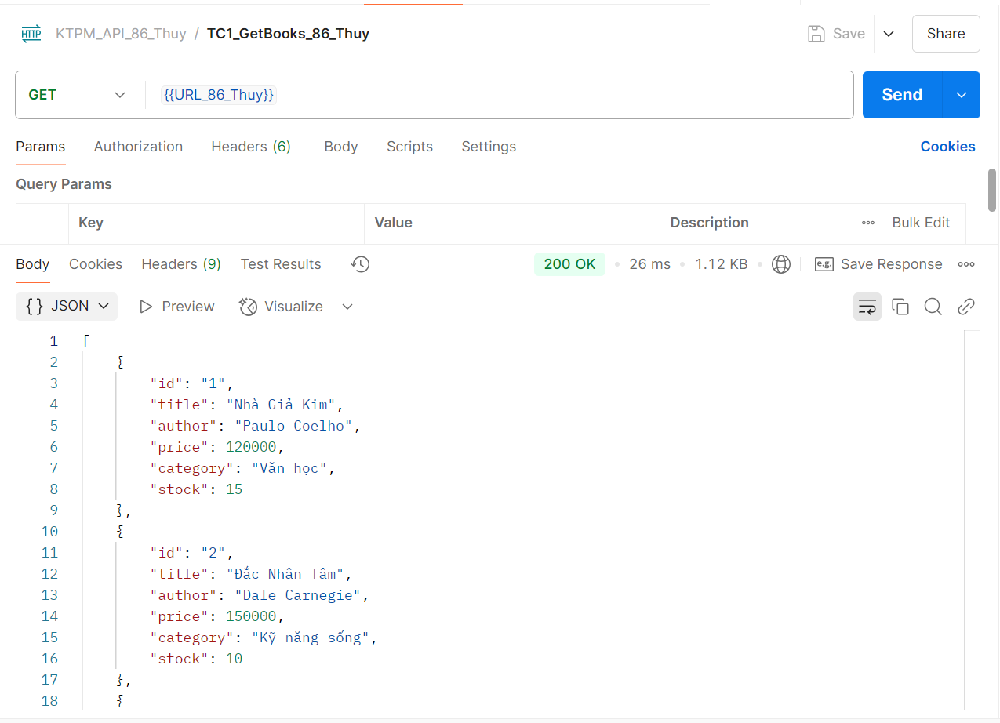 HTTP KTPM_API_86_Thuy / TC1_GetBooks_86_Thuy Save Share
GET {{URL_86_Thuy}} Send
Params Authorization Headers (6) Body Scripts Settings Cookies
Query Params
Key Value Description Bulk Edit
Body Cookies Headers (9) Test Results 200 OK 26 ms 1.12 KB e.g. Save Response
{} JSON Preview Visualize
1 [
2 {
3 "id": "1",
4 "title": "Nhà Giả Kim",
5 "author": "Paulo Coelho",
6 "price": 120000,
7 "category": "Văn học",
8 "stock": 15
9 },
10 {
11 "id": "2",
12 "title": "Đắc Nhân Tâm",
13 "author": "Dale Carnegie",
14 "price": 150000,
15 "category": "Kỹ năng sống",
16 "stock": 10
17 },
18 {